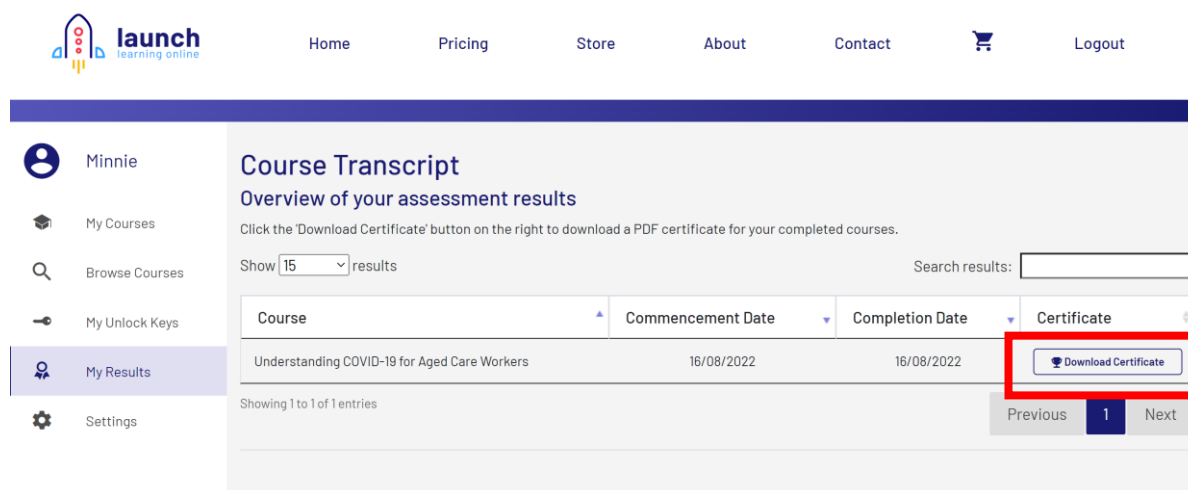 launch
learning online
Home Pricing Store About Contact Logout
Minnie
My Courses
Browse Courses
My Unlock Keys
My Results
Settings
Course Transcript
Overview of your assessment results
Click the 'Download Certificate' button on the right to download a PDF certificate for your completed courses.
Show 15 results Search results:
Course Commencement Date Completion Date Certificate
Understanding COVID-19 for Aged Care Workers 16/08/2022 16/08/2022 Download Certificate
Showing 1 to 1 of 1 entries
Previous 1 Next